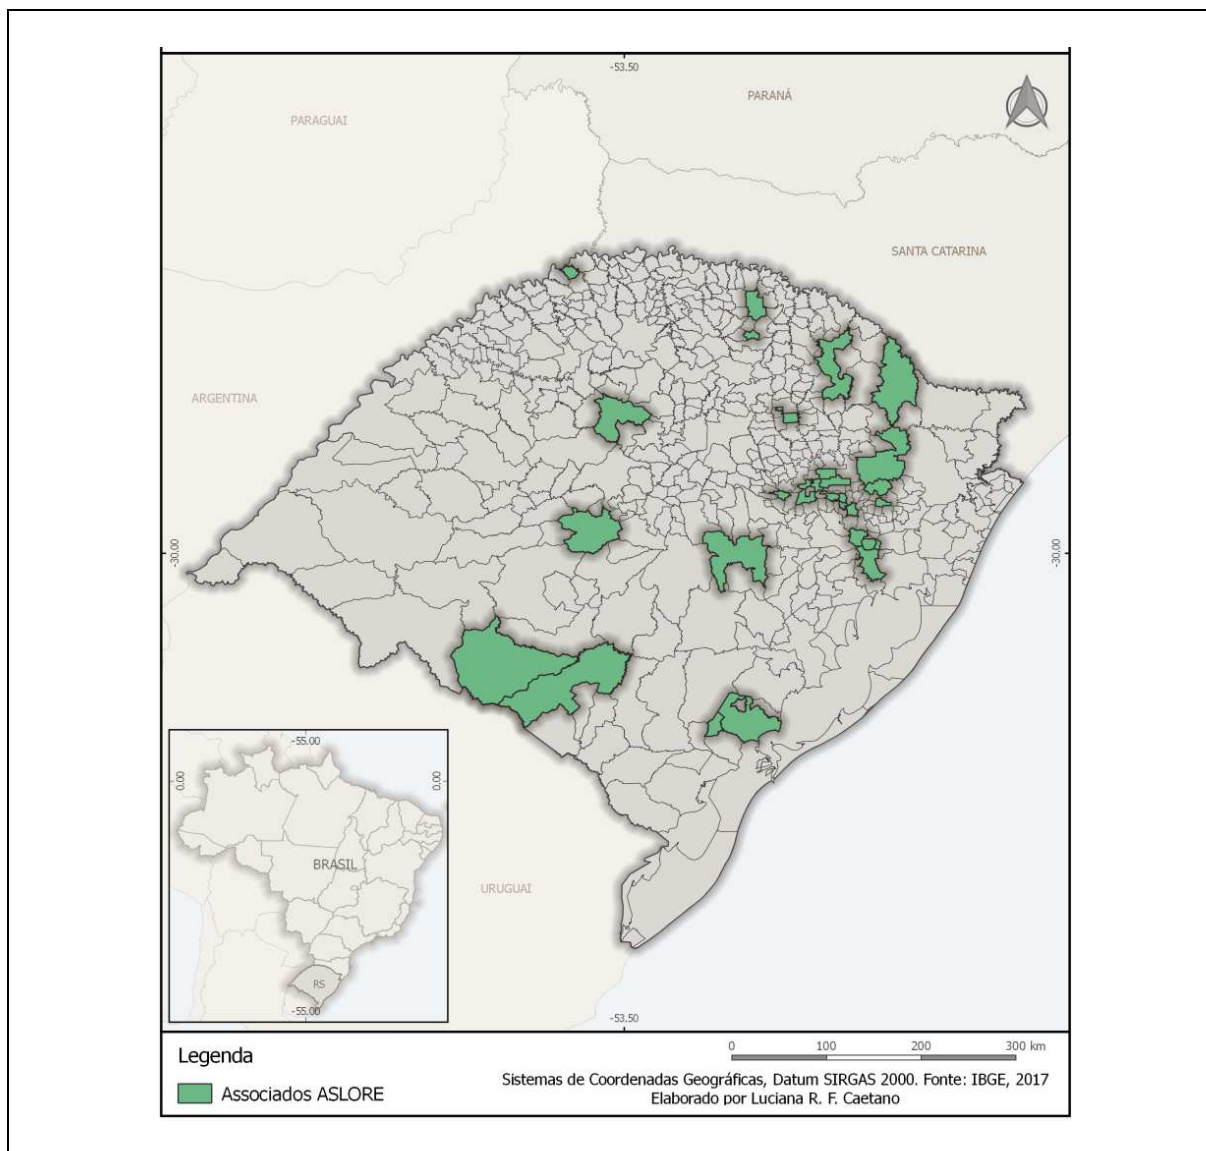 -53.50
PARANÁ
PARAGUAI
SANTA CATARINA
ARGENTINA
-30.00
-30.00
-55.00
0.00
0.00
BRASIL
URUGUAI
RS
-55.00
-53.50
Legenda
0 100 200 300 km
Associados ASLORE
Sistemas de Coordenadas Geográficas, Datum SIRGAS 2000. Fonte: IBGE, 2017
Elaborado por Luciana R. F. Caetano